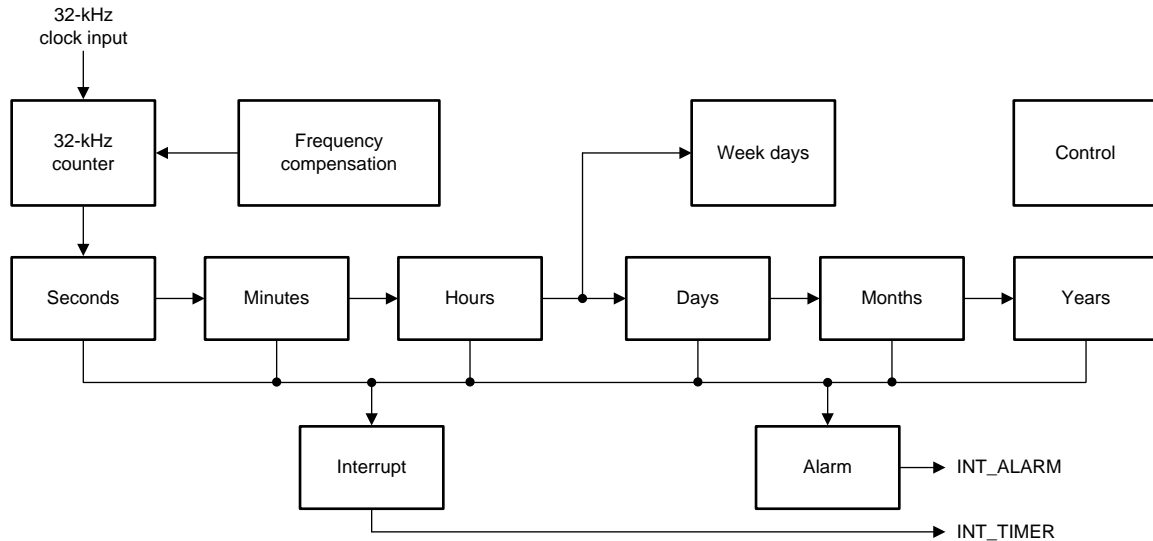 32-kHz
clock input
32-kHz
counter
Frequency
compensation
Week days
Control
Seconds
Minutes
Hours
Days
Months
Years
Interrupt
Alarm
INT_ALARM
INT_TIMER